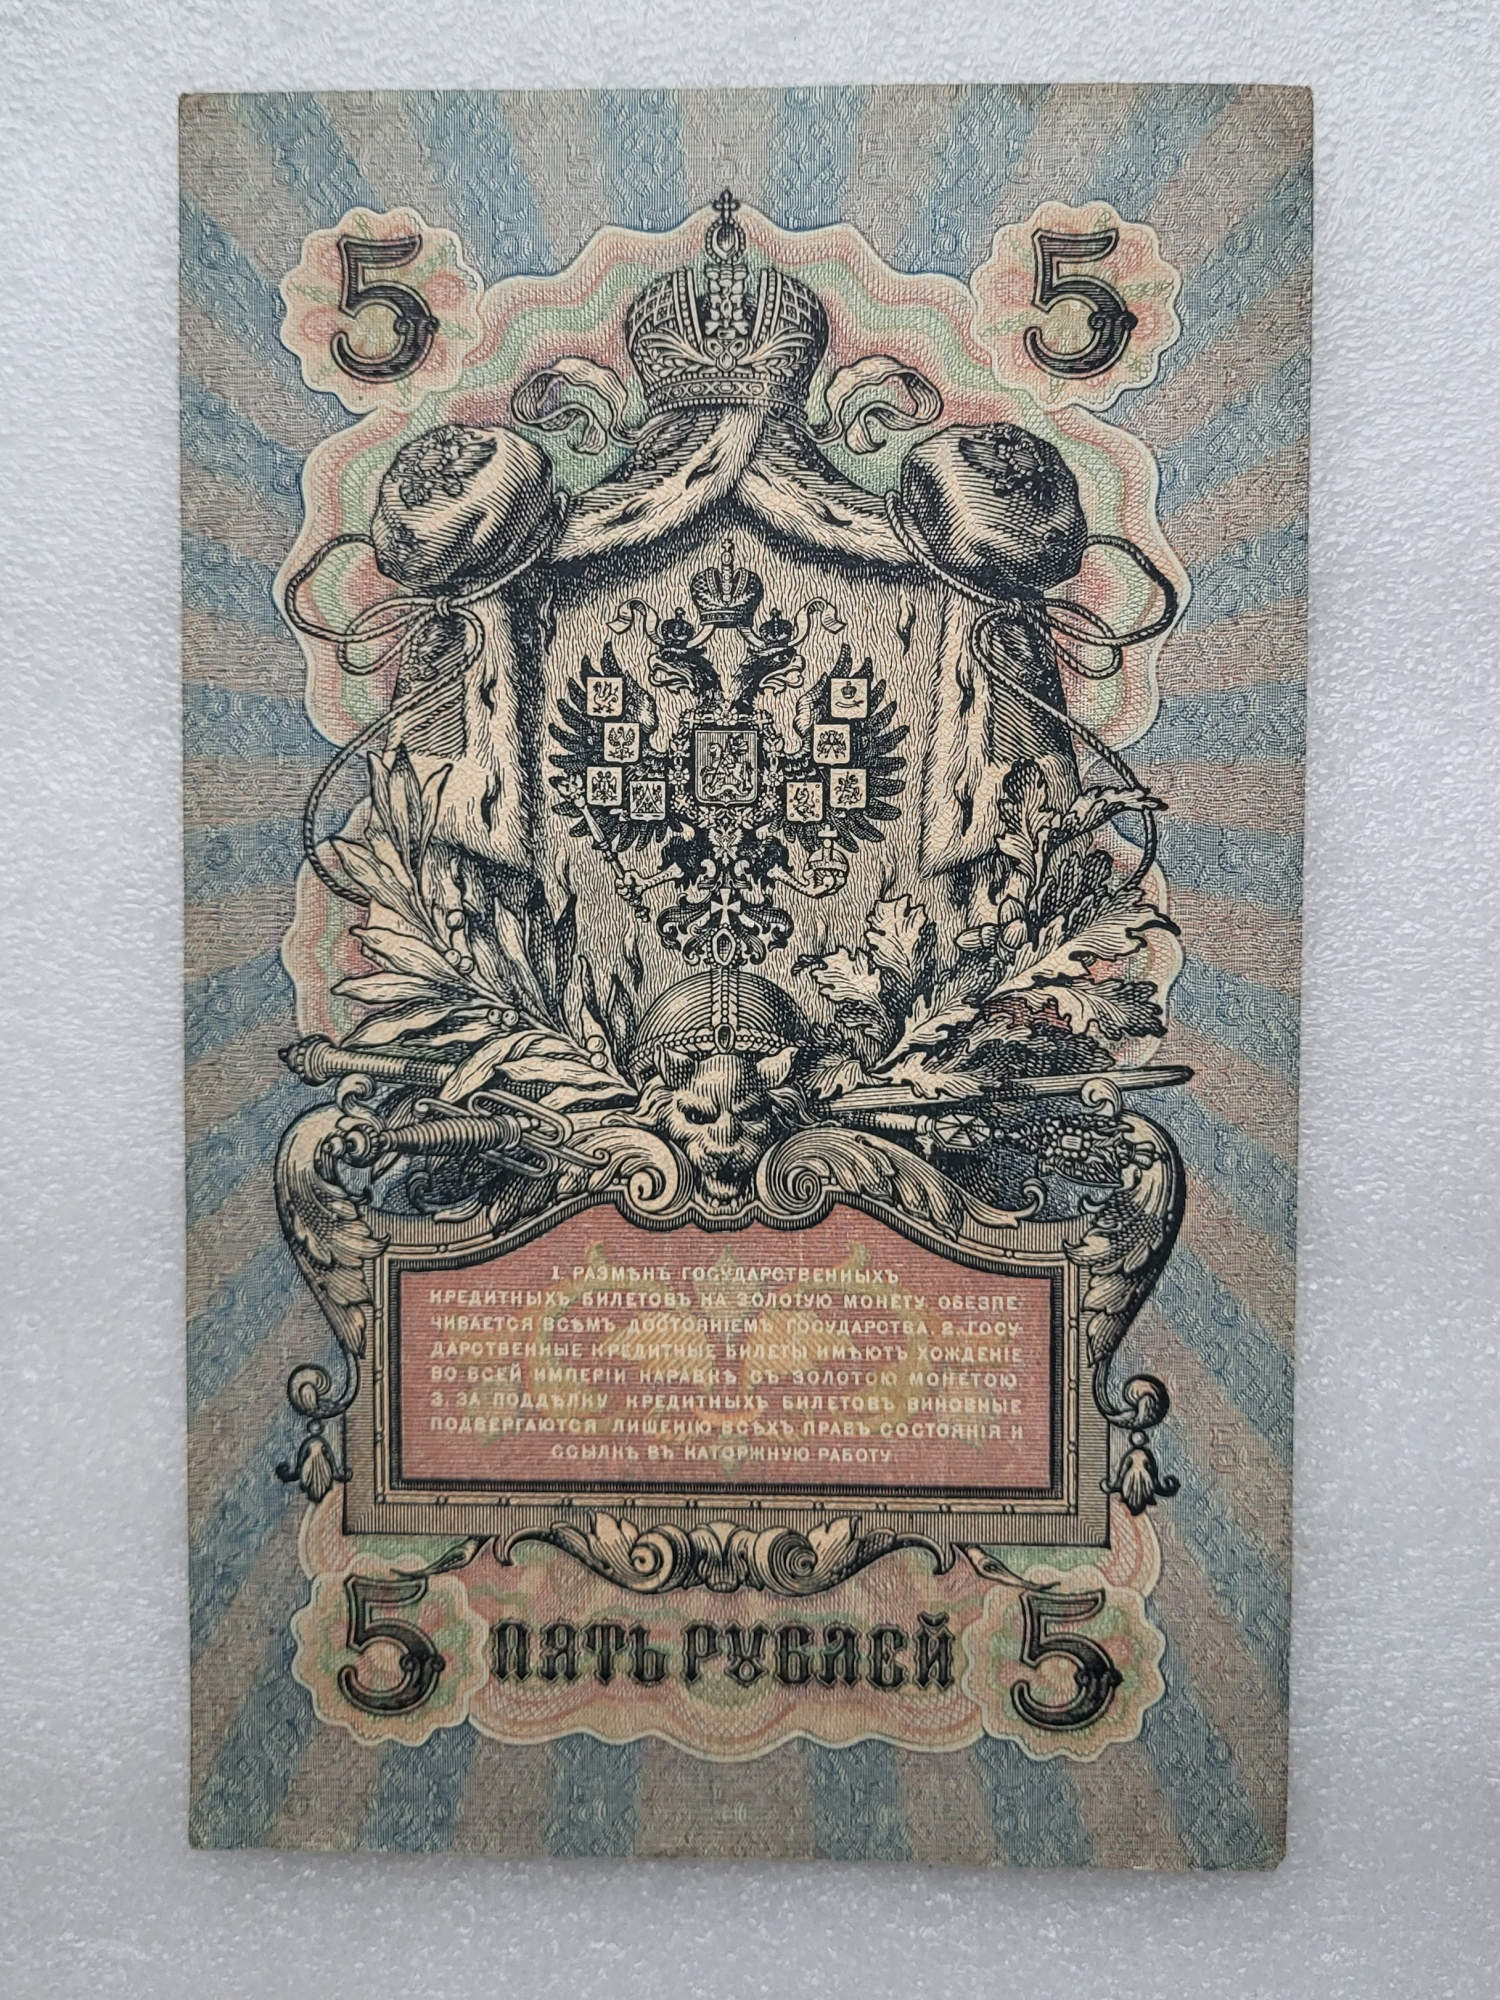 5 5
1. РАЗМѢНЪ ГОСУДАРСТВЕННЫХЪ
КРЕДИТНЫХЪ БИЛЕТОВЪ НА ЗОЛОТУЮ МОНЕТУ ОБЕЗПЕ-
ЧИВАЕТСЯ ВСѢМЪ ДОСТОЯНІЕМЪ ГОСУДАРСТВА. 2. ГОСУ-
ДАРСТВЕННЫЕ КРЕДИТНЫЕ БИЛЕТЫ ИМѢЮТЪ ХОЖДЕНІЕ
ВО ВСЕЙ ИМПЕРІИ НАРАВНѢ СЪ ЗОЛОТОЮ МОНЕТОЮ.
3. ЗА ПОДДѢЛКУ КРЕДИТНЫХЪ БИЛЕТОВЪ ВИНОВНЫЕ
ПОДВЕРГАЮТСЯ ЛИШЕНІЮ ВСѢХЪ ПРАВЪ СОСТОЯНІЯ И
ССЫЛКѢ ВЪ КАТОРЖНУЮ РАБОТУ.
5 ПЯТЬ РУБЛЕЙ 5